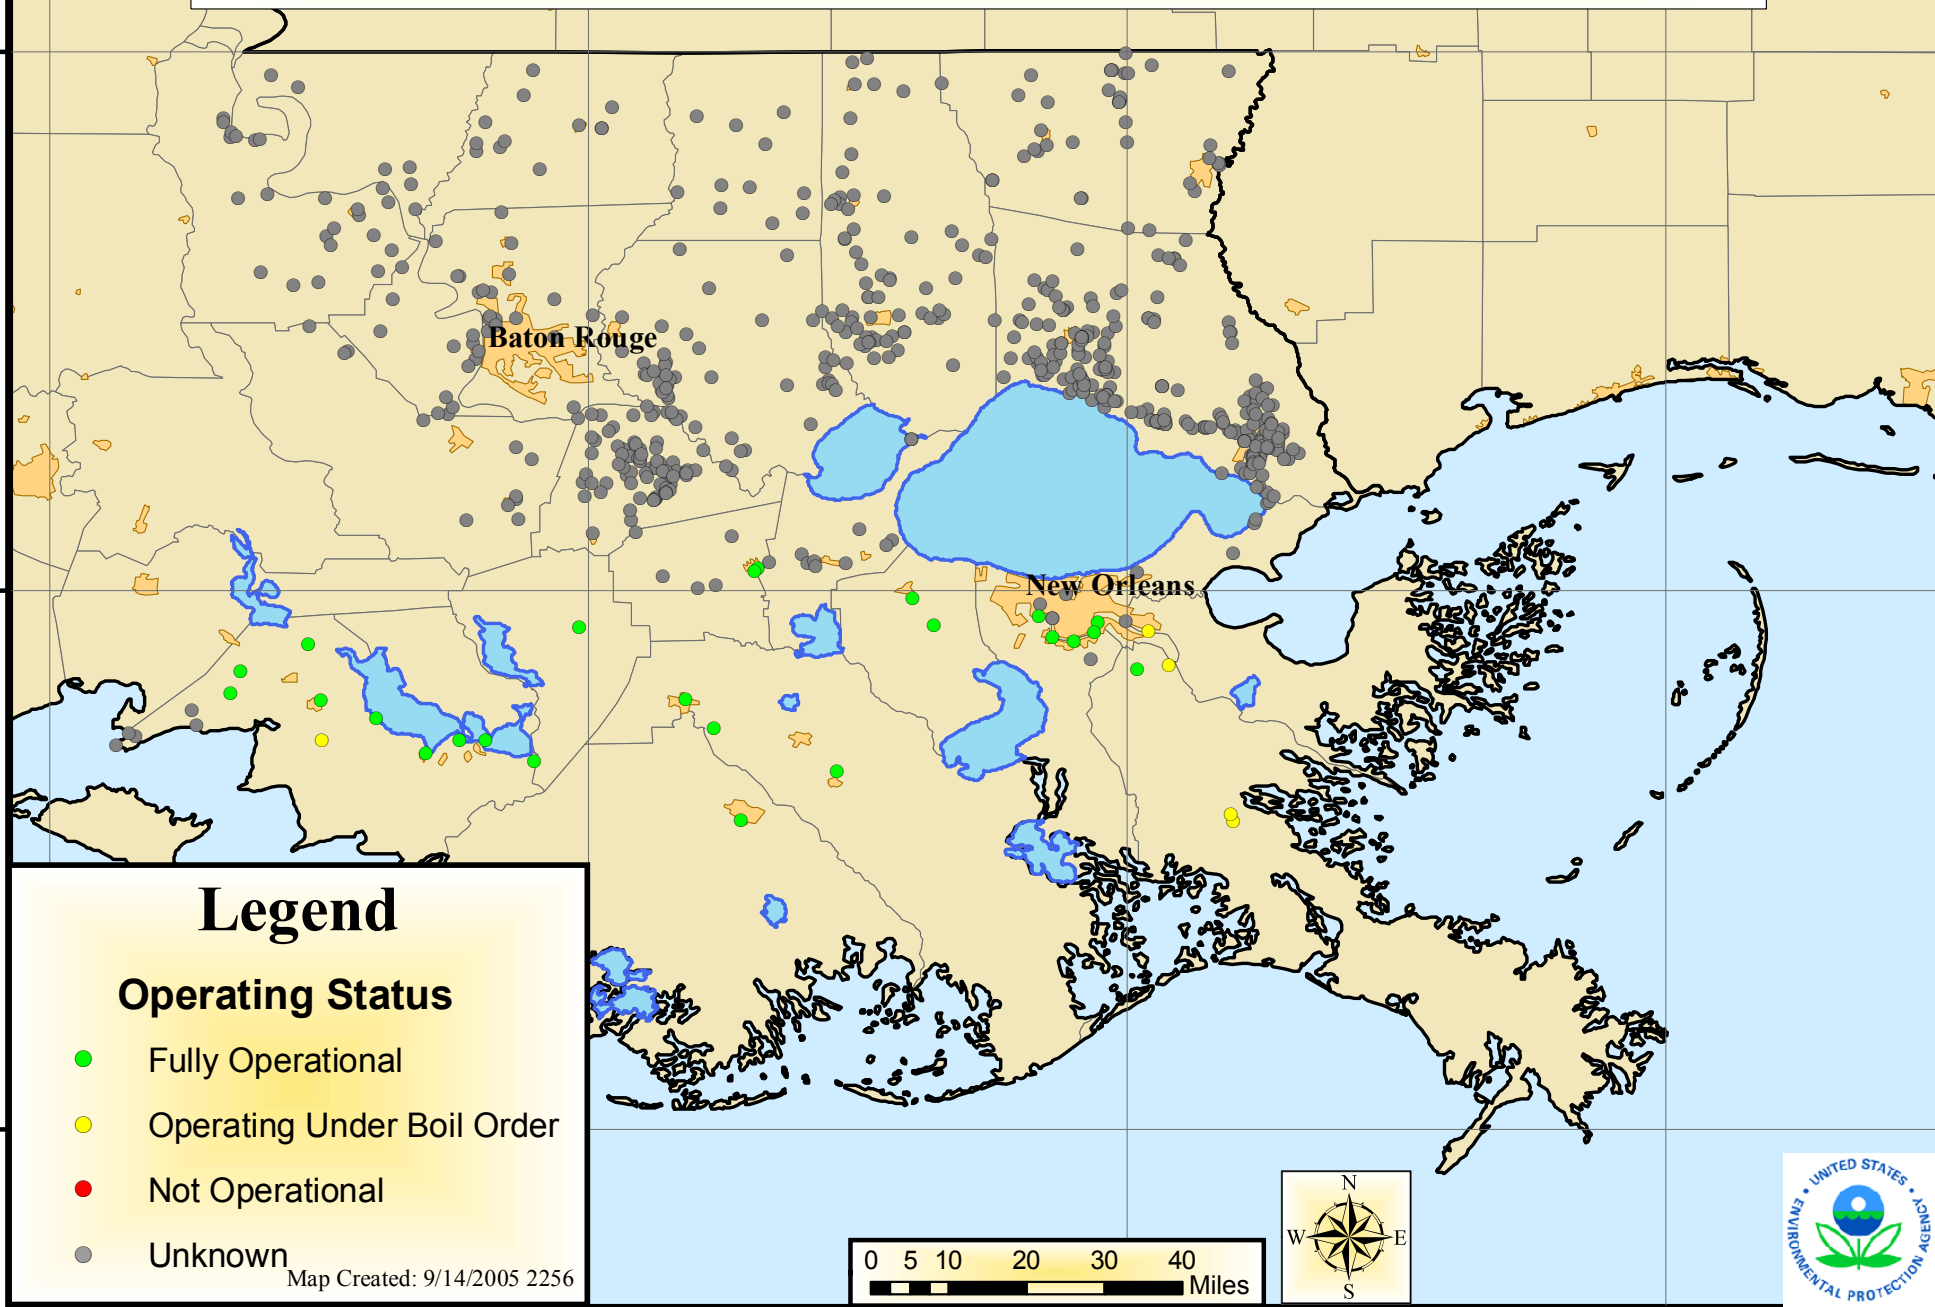 Baton Rouge
New Orleans
Legend
Operating Status
Fully Operational
Operating Under Boil Order
Not Operational
Unknown
Map Created: 9/14/2005 2256
0 5 10 20 30 40
Miles
N
W E
S
UNITED STATES
ENVIRONMENTAL PROTECTION AGENCY